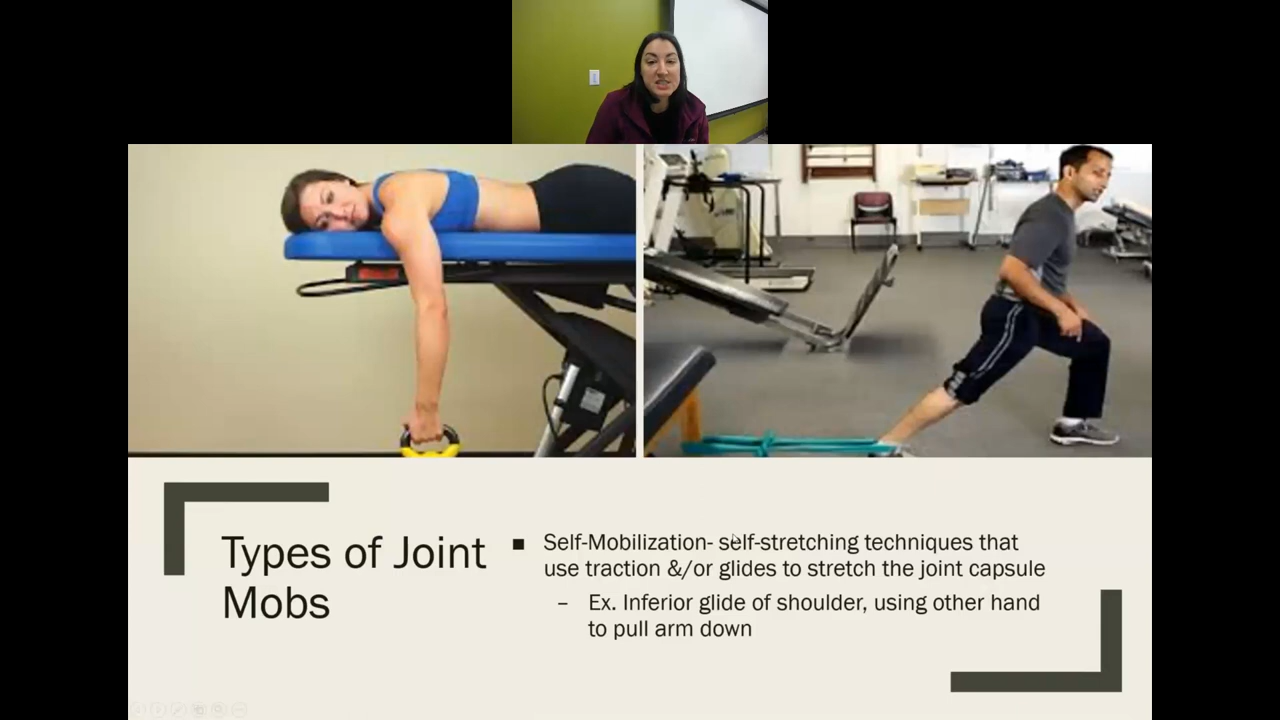 Types of Joint
Mobs
■ Self-Mobilization- self-stretching techniques that
use traction &/or glides to stretch the joint capsule
– Ex. Inferior glide of shoulder, using other hand
to pull arm down